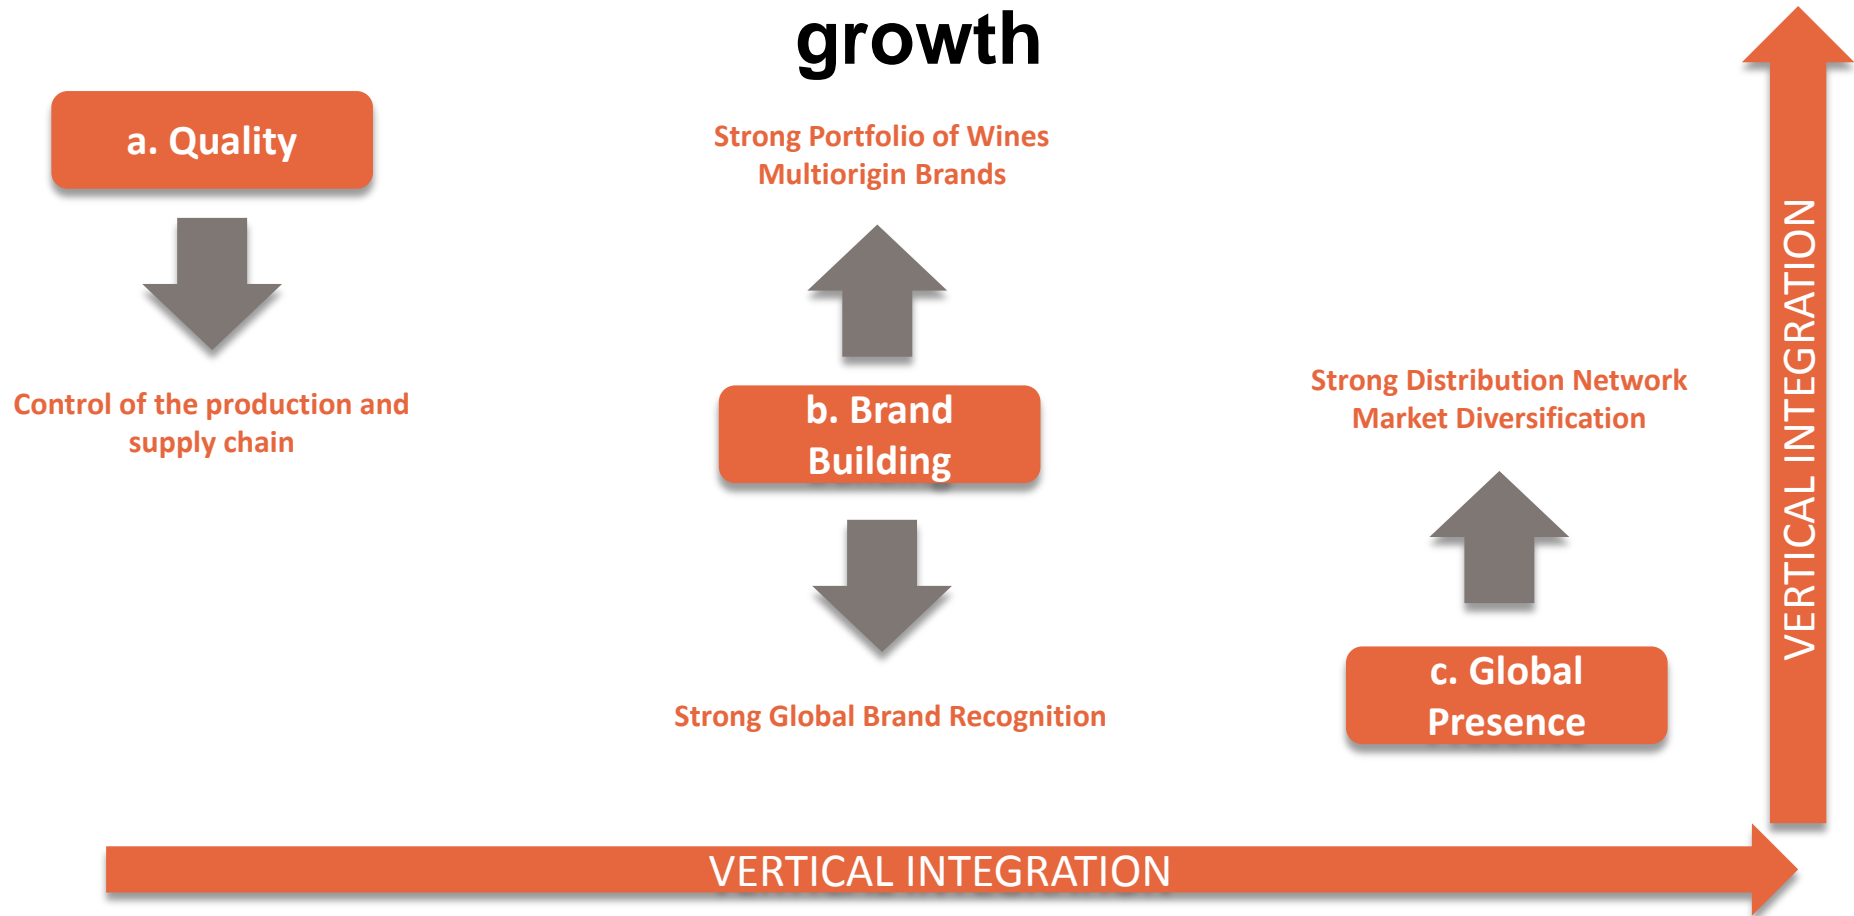 growth
a. Quality
Control of the production and
supply chain
Strong Portfolio of Wines
Multiorigin Brands
b. Brand
Building
Strong Global Brand Recognition
Strong Distribution Network
Market Diversification
c. Global
Presence
VERTICAL INTEGRATION
VERTICAL INTEGRATION